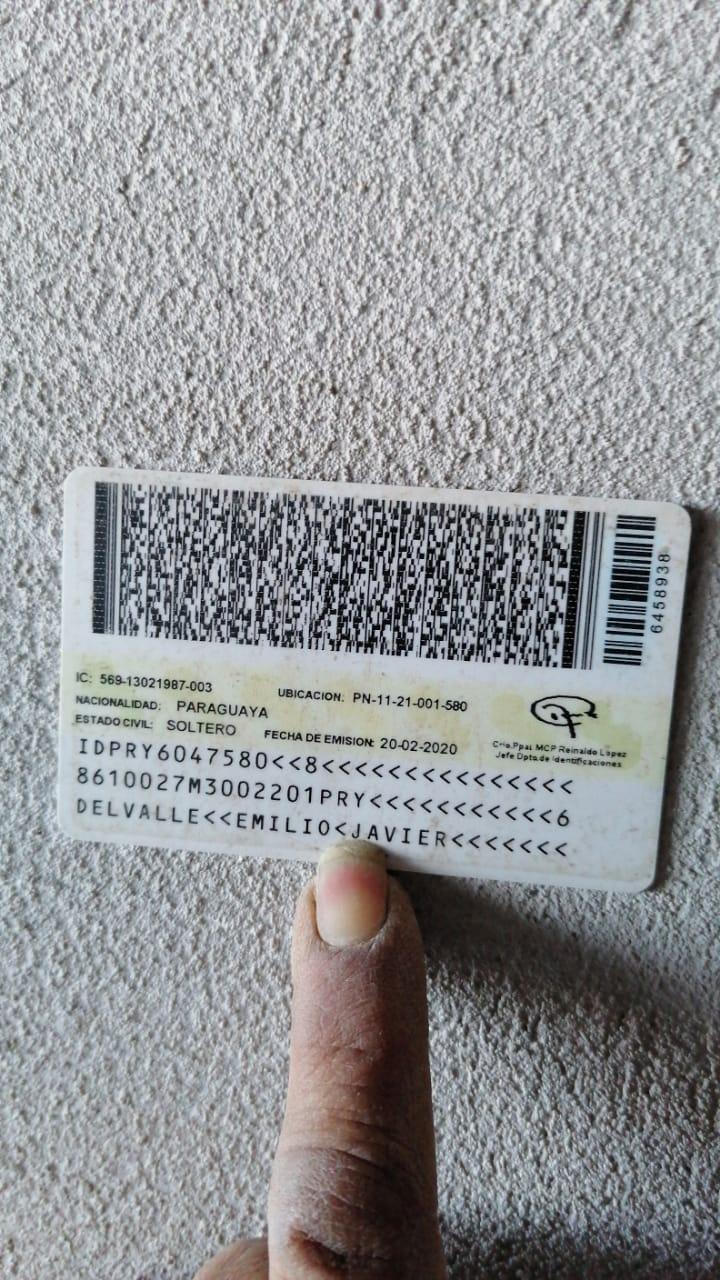 6458938
IC: 569-13021987-003
UBICACION: PN-11-21-001-580
NACIONALIDAD: PARAGUAYA
ESTADO CIVIL: SOLTERO
FECHA DE EMISION: 20-02-2020
Crio.Ppal. MCP Reinaldo Lopez
Jefe Dpto.de Identificaciones
IDPRY6047580<<8<<<<<<<<<<<<<<<
8610027M3002201PRY<<<<<<<<<<<6
DELVALLE<<EMILIO<JAVIER<<<<<<<